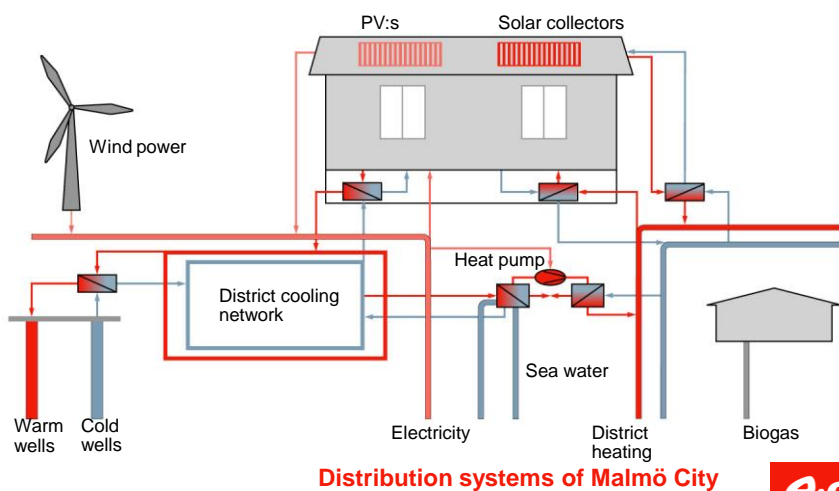 PV:s
Solar collectors
Wind power
Heat pump
District cooling
network
Sea water
Warm
wells
Cold
wells
Electricity
District
heating
Biogas
Distribution systems of Malmö City